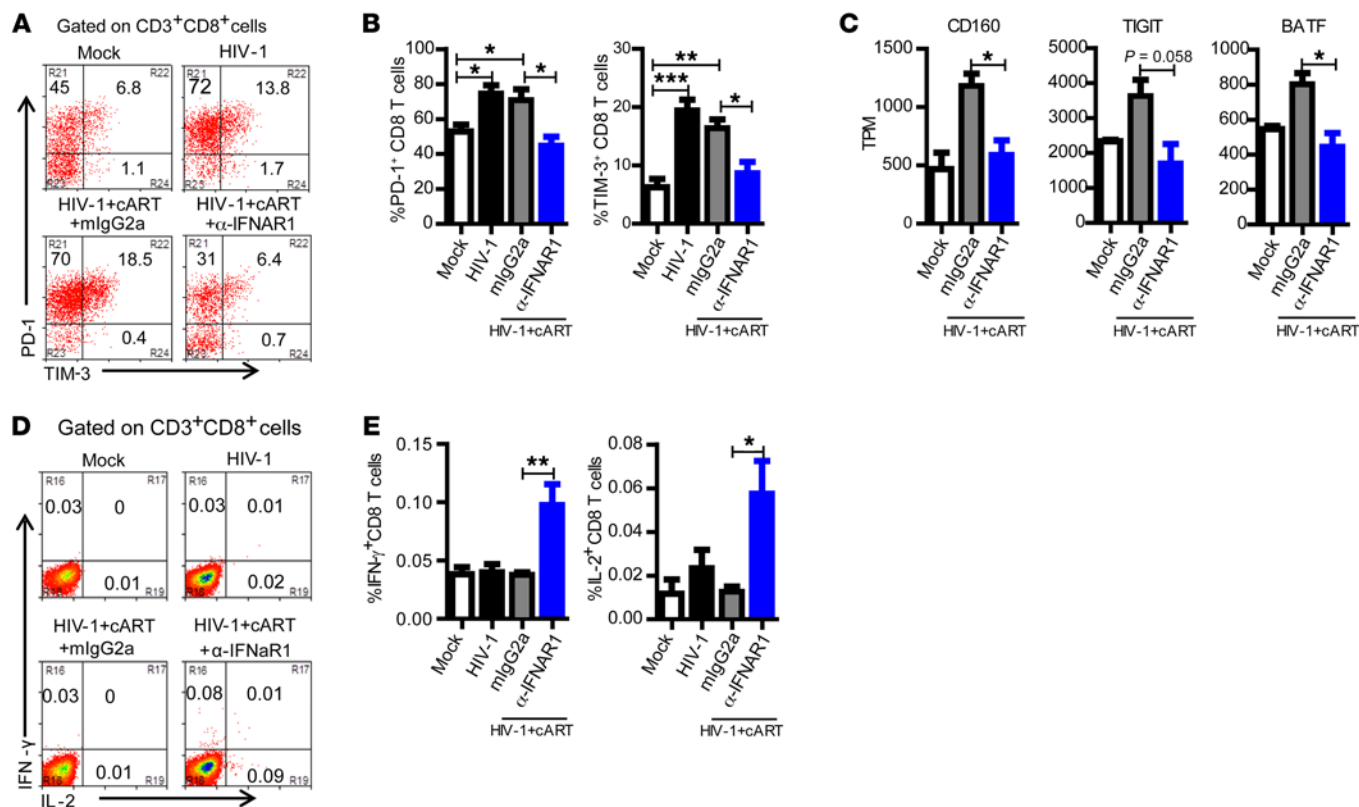 A Gated on CD3+CD8+ cells
Mock HIV-1
R21 R22 R21 R22
45 6.8 72 13.8
1.1 1.7
R23 R24 R23 R24
HIV-1+cART HIV-1+cART
+mIgG2a +α-IFNAR1
R21 R22 R21 R22
70 18.5 31 6.4
0.4 0.7
R23 R24 R23 R24
PD-1
TIM-3
B
%PD-1+ CD8 T cells
100
80
60
40
20
0
* * *
Mock
HIV-1
mIgG2a
α-IFNAR1
HIV-1+cART
%TIM-3+ CD8 T cells
30
20
10
0
** *** *
Mock
HIV-1
mIgG2a
α-IFNAR1
HIV-1+cART
C
CD160
TPM
1500
1000
500
0
*
Mock
mIgG2a
α-IFNAR1
HIV-1+cART
TIGIT
5000
4000
3000
2000
1000
0
P = 0.058
Mock
mIgG2a
α-IFNAR1
HIV-1+cART
BATF
1000
800
600
400
200
0
*
Mock
mIgG2a
α-IFNAR1
HIV-1+cART
D Gated on CD3+CD8+ cells
Mock HIV-1
R16 R17 R16 R17
0.03 0 0.03 0.01
0.01 0.02
R18 R19 R18 R19
HIV-1+cART HIV-1+cART
+mIgG2a +α-IFNaR1
R16 R17 R16 R17
0.03 0 0.08 0.01
0.01 0.09
R18 R19 R18 R19
IFN-γ
IL-2
E
%IFN-γ+CD8 T cells
0.15
0.10
0.05
0.00
**
Mock
HIV-1
mIgG2a
α-IFNAR1
HIV-1+cART
%IL-2+ CD8 T cells
0.08
0.06
0.04
0.02
0.00
*
Mock
HIV-1
mIgG2a
α-IFNAR1
HIV-1+cART